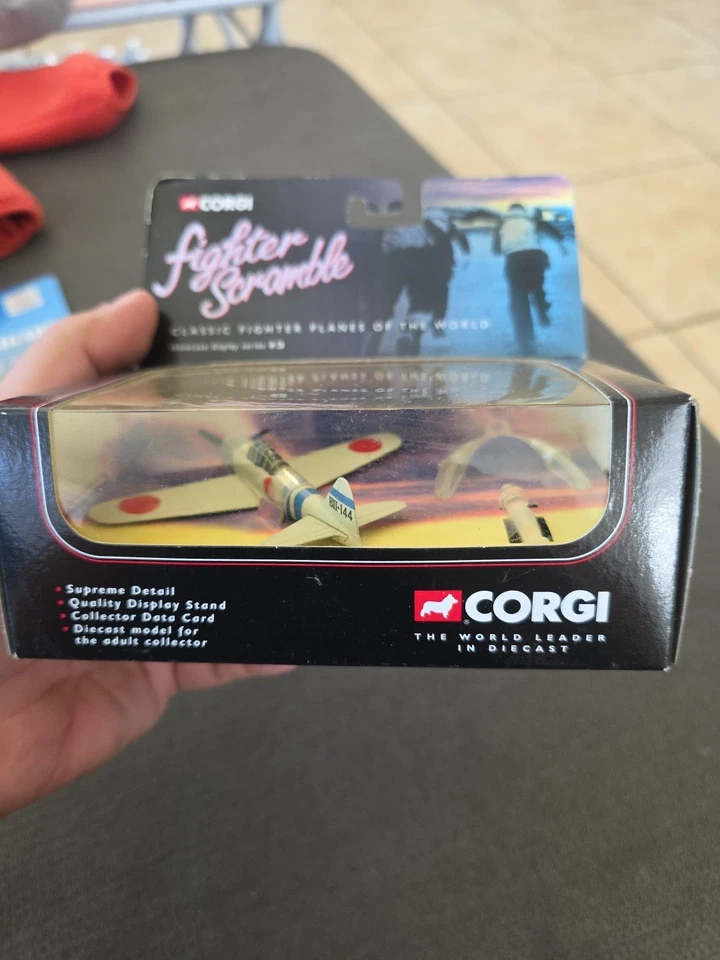 CORGI
fighter
Scramble
CLASSIC FIGHTER PLANES OF THE WORLD
BII-144
• Supreme Detail
• Quality Display Stand
• Collector Data Card
• Diecast model for
the adult collector
CORGI
THE WORLD LEADER
IN DIECAST